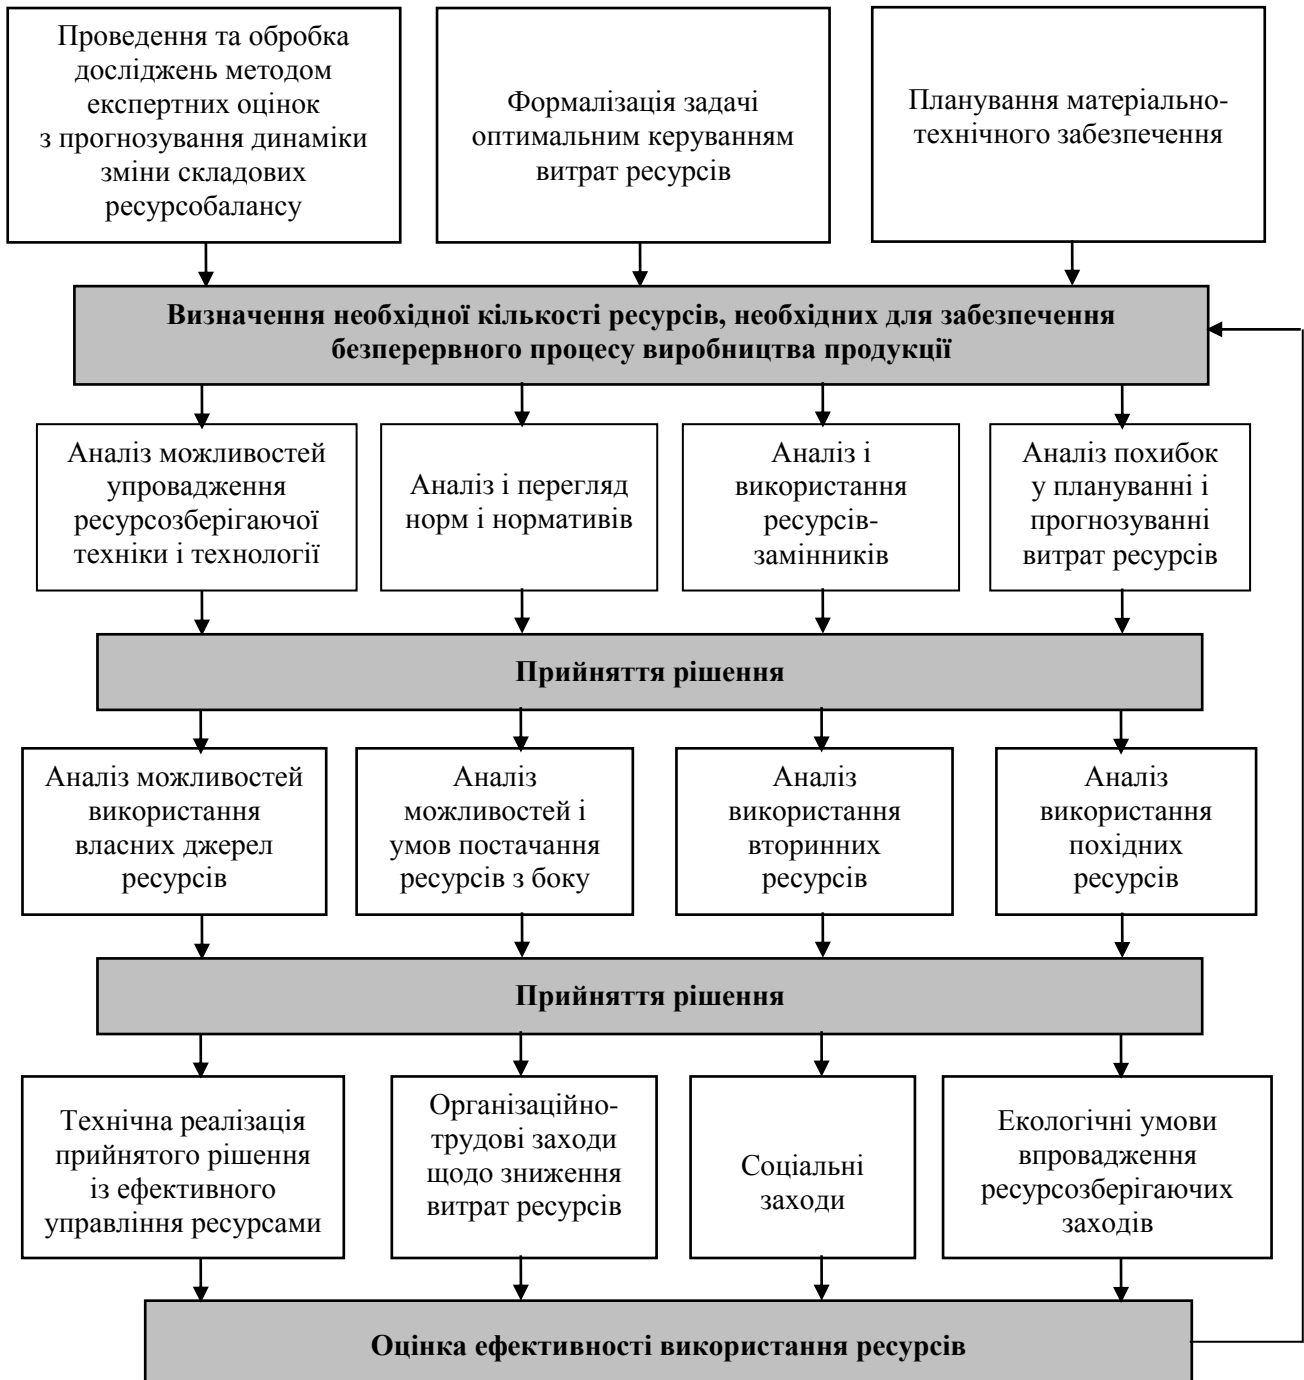 Проведення та обробка
досліджень методом
експертних оцінок
з прогнозування динаміки
зміни складових
ресурсобалансу
Формалізація задачі
оптимальним керуванням
витрат ресурсів
Планування матеріально-
технічного забезпечення
Визначення необхідної кількості ресурсів, необхідних для забезпечення
безперервного процесу виробництва продукції
Аналіз можливостей
упровадження
ресурсозберігаючої
техніки і технології
Аналіз і перегляд
норм і нормативів
Аналіз і
використання
ресурсів-
замінників
Аналіз похибок
у плануванні і
прогнозуванні
витрат ресурсів
Прийняття рішення
Аналіз можливостей
використання
власних джерел
ресурсів
Аналіз
можливостей і
умов постачання
ресурсів з боку
Аналіз
використання
вторинних
ресурсів
Аналіз
використання
похідних
ресурсів
Прийняття рішення
Технічна реалізація
прийнятого рішення
із ефективного
управління ресурсами
Організаційно-
трудові заходи
щодо зниження
витрат ресурсів
Соціальні
заходи
Екологічні умови
впровадження
ресурсозберігаючих
заходів
Оцінка ефективності використання ресурсів